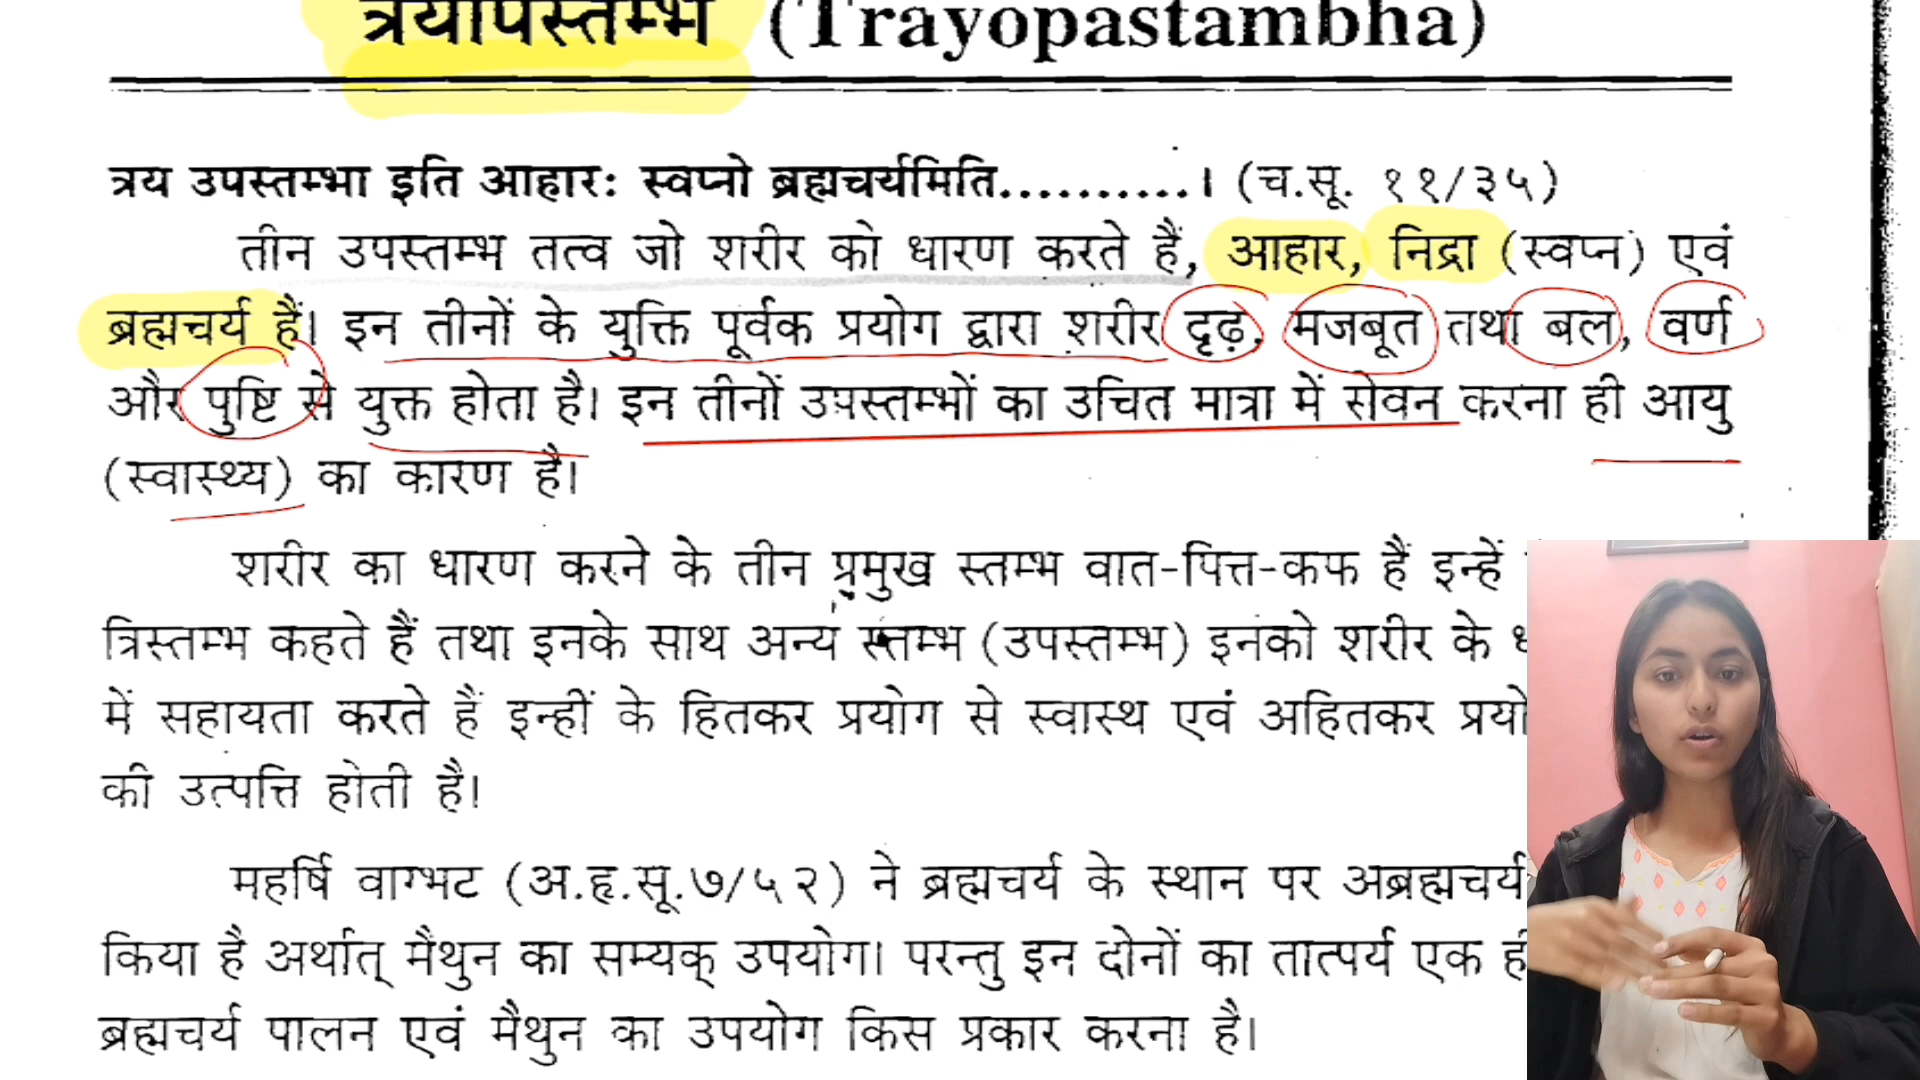 त्रयोपस्तम्भ (Trayopastambha)
त्रय उपस्तम्भा इति आहारः स्वप्नो ब्रह्मचर्यमिति..........। (च.सू. ११/३५)
तीन उपस्तम्भ तत्व जो शरीर को धारण करते हैं, आहार, निद्रा (स्वप्न) एवं
ब्रह्मचर्य हैं। इन तीनों के युक्ति पूर्वक प्रयोग द्वारा शरीर दृढ़, मजबूत तथा बल, वर्ण
और पुष्टि से युक्त होता है। इन तीनों उपस्तम्भों का उचित मात्रा में सेवन करना ही आयु
(स्वास्थ्य) का कारण है।
शरीर का धारण करने के तीन प्रमुख स्तम्भ वात-पित्त-कफ हैं इन्हें
त्रिस्तम्भ कहते हैं तथा इनके साथ अन्य स्तम्भ (उपस्तम्भ) इनको शरीर के
में सहायता करते हैं इन्हीं के हितकर प्रयोग से स्वास्थ एवं अहितकर
की उत्पत्ति होती है।
महर्षि वाग्भट (अ.हृ.सू.७/५२) ने ब्रह्मचर्य के स्थान पर अब्रह्मचर्य
किया है अर्थात् मैथुन का सम्यक् उपयोग। परन्तु इन दोनों का तात्पर्य एक
ब्रह्मचर्य पालन एवं मैथुन का उपयोग किस प्रकार करना है।